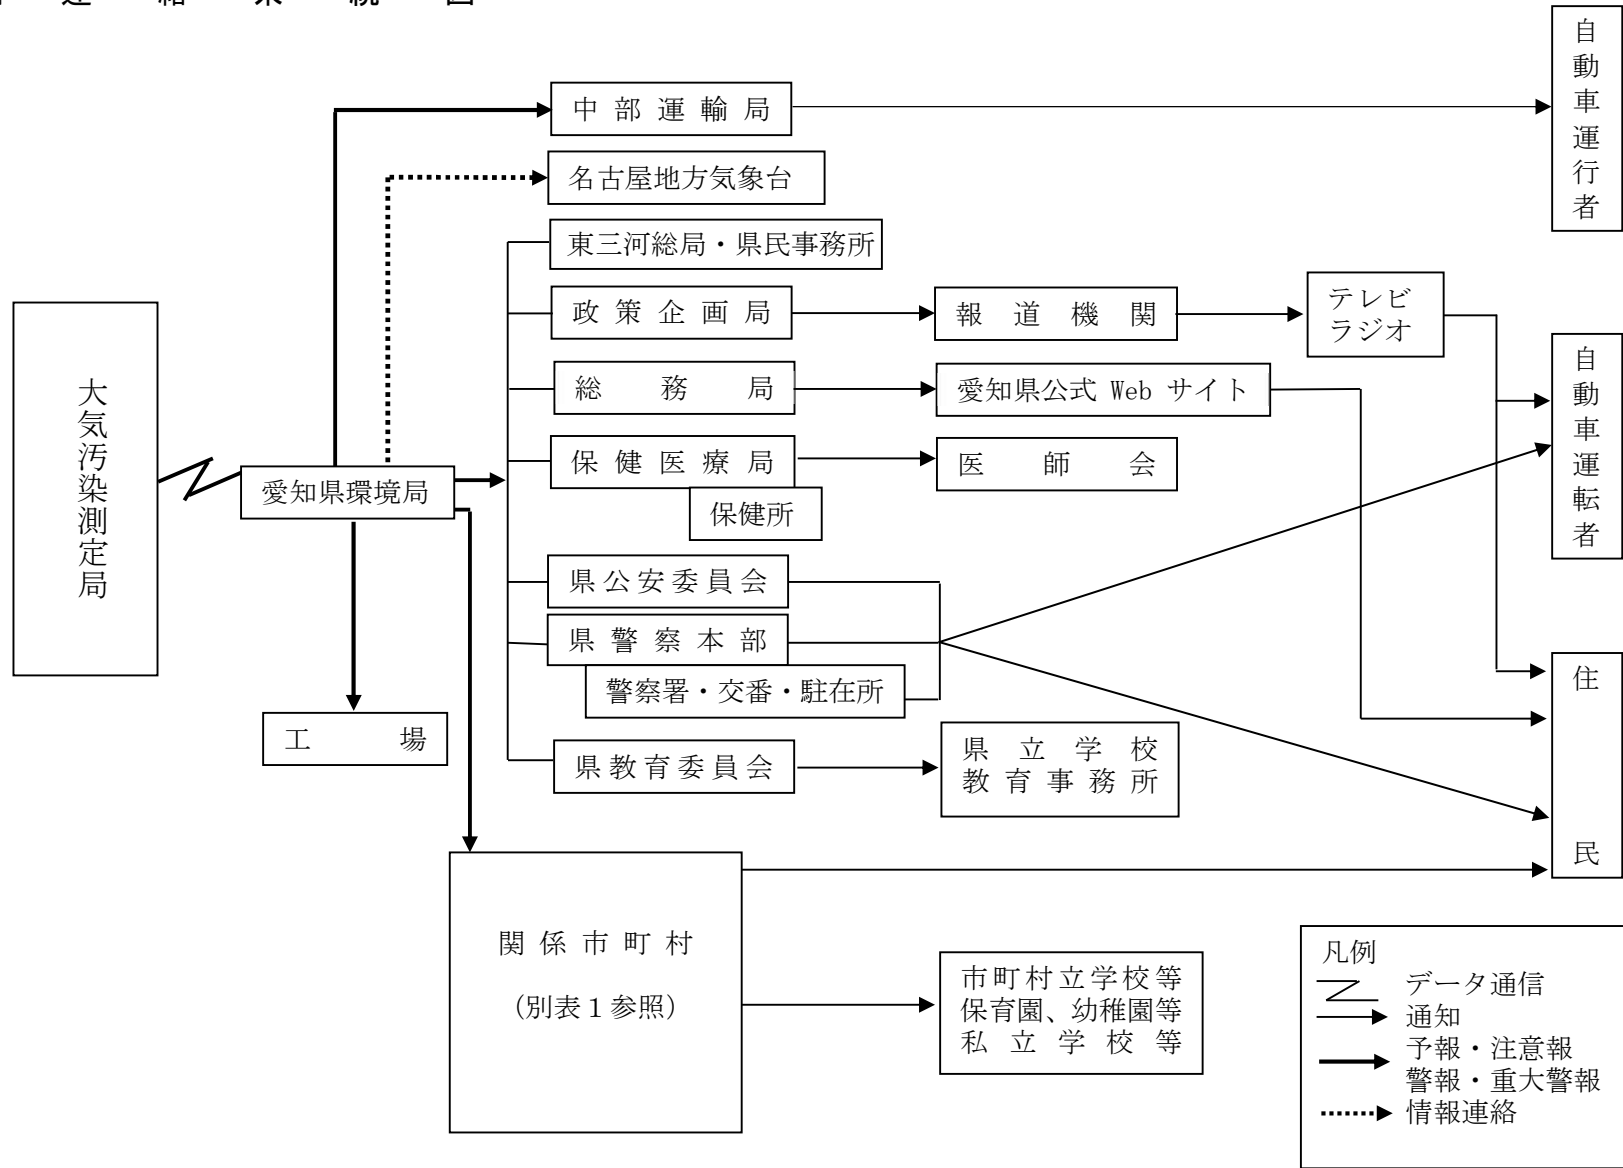 連絡系統図
自動車運行者
中部運輸局
名古屋地方気象台
東三河総局・県民事務所
政策企画局
報道機関
テレビ
ラジオ
総務局
愛知県公式 Web サイト
自動車運転者
大気汚染測定局
愛知県環境局
保健医療局
医師会
保健所
県公安委員会
県警察本部
警察署・交番・駐在所
住民
工場
県教育委員会
県立学校
教育事務所
関係市町村
(別表１参照)
市町村立学校等
保育園、幼稚園等
私立学校等
凡例
データ通信
通知
予報・注意報
警報・重大警報
情報連絡